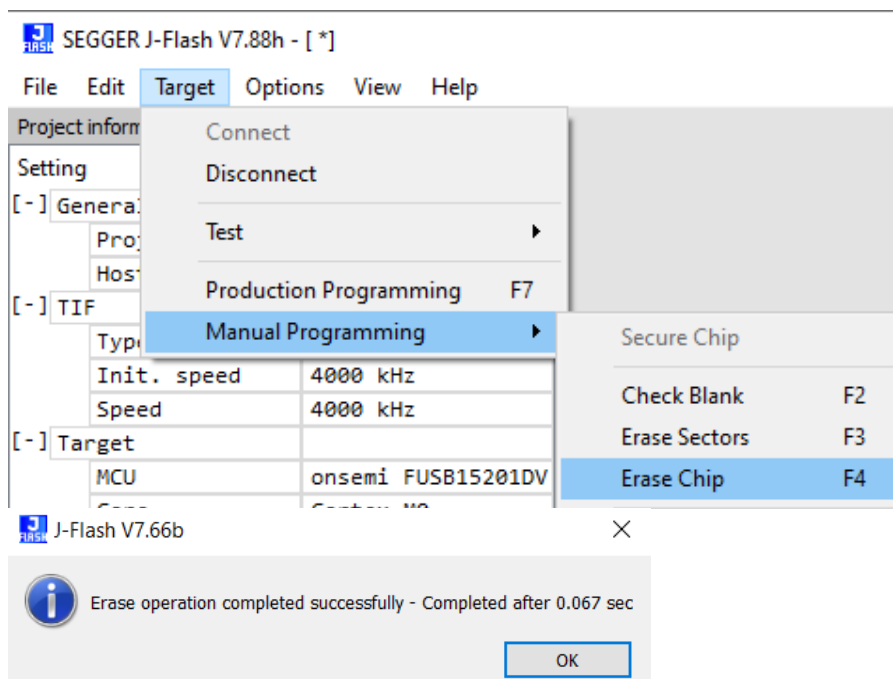 SEGGER J-Flash V7.88h - [ *]
File Edit Target Options View Help
Project inform
Connect
Setting
Disconnect
[-] General
Test
Proj
Host
Production Programming F7
[-] TIF
Manual Programming
Secure Chip
Type
Init. speed 4000 kHz
Check Blank F2
Speed 4000 kHz
Erase Sectors F3
[-] Target
MCU onsemi FUSB15201DV
Erase Chip F4
J-Flash V7.66b
Erase operation completed successfully - Completed after 0.067 sec
OK